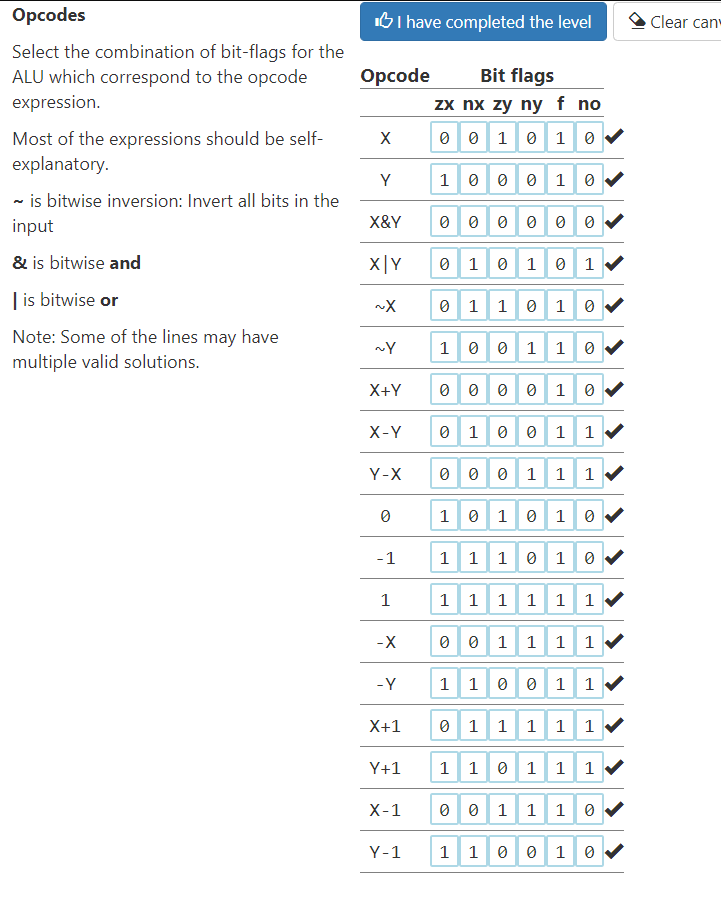 Opcodes
Select the combination of bit-flags for the
ALU which correspond to the opcode
expression.
Most of the expressions should be self-
explanatory.
~ is bitwise inversion: Invert all bits in the
input
& is bitwise and
| is bitwise or
Note: Some of the lines may have
multiple valid solutions.
I have completed the level
Clear canv
Opcode Bit flags
zx nx zy ny f no
X 0 0 1 0 1 0
Y 1 0 0 0 1 0
X&Y 0 0 0 0 0 0
X|Y 0 1 0 1 0 1
~X 0 1 1 0 1 0
~Y 1 0 0 1 1 0
X+Y 0 0 0 0 1 0
X-Y 0 1 0 0 1 1
Y-X 0 0 0 1 1 1
0 1 0 1 0 1 0
-1 1 1 1 0 1 0
1 1 1 1 1 1 1
-X 0 0 1 1 1 1
-Y 1 1 0 0 1 1
X+1 0 1 1 1 1 1
Y+1 1 1 0 1 1 1
X-1 0 0 1 1 1 0
Y-1 1 1 0 0 1 0